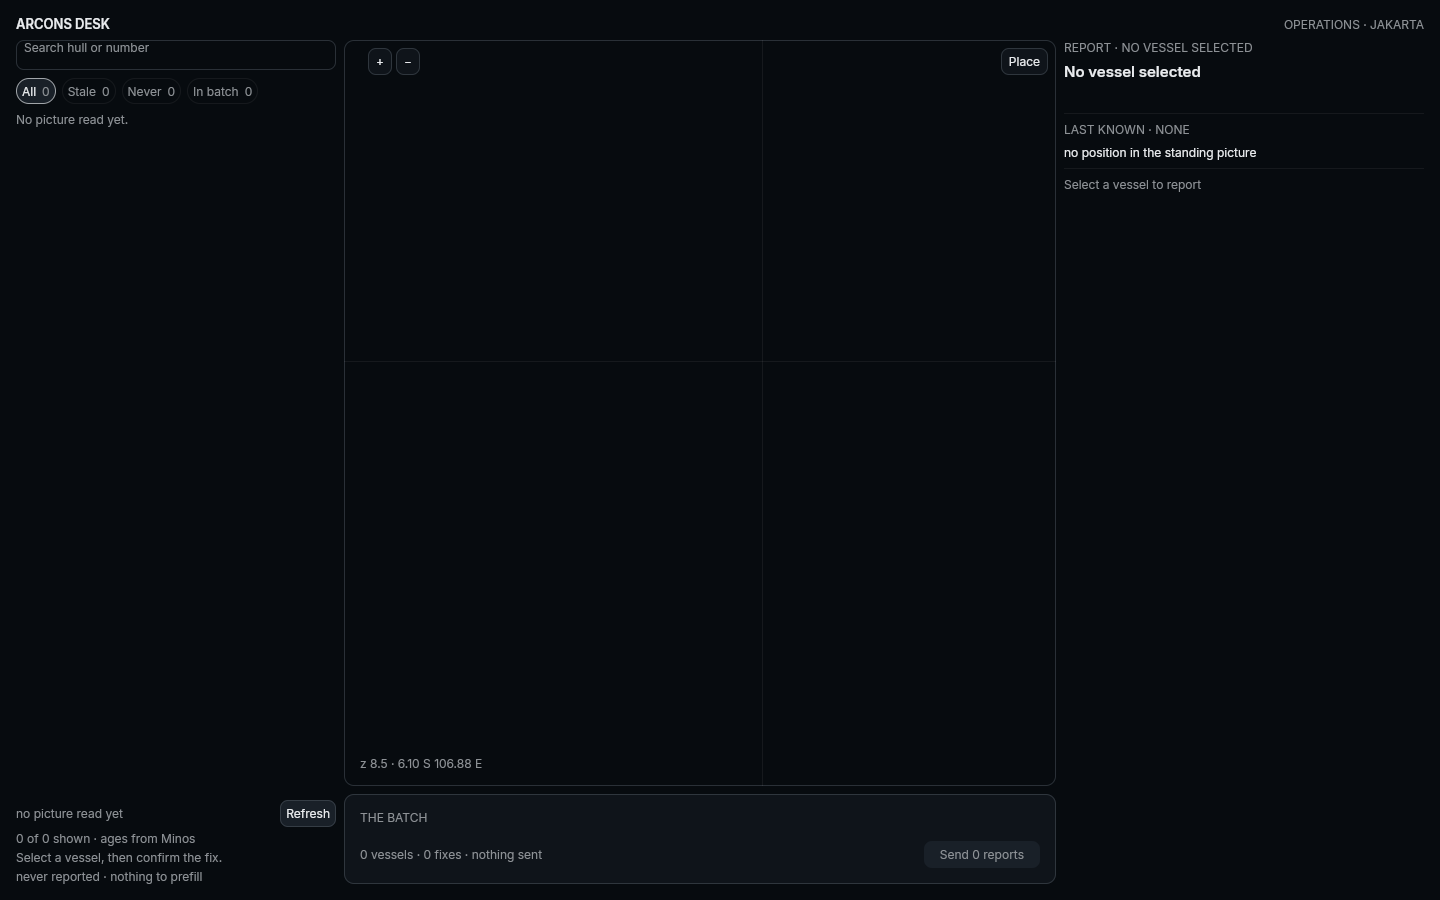 ARCONS DESK
OPERATIONS · JAKARTA
Search hull or number
All 0
Stale 0
Never 0
In batch 0
No picture read yet.
+
−
Place
z 8.5 · 6.10 S 106.88 E
REPORT · NO VESSEL SELECTED
No vessel selected
LAST KNOWN · NONE
no position in the standing picture
Select a vessel to report
no picture read yet
Refresh
0 of 0 shown · ages from Minos
Select a vessel, then confirm the fix.
never reported · nothing to prefill
THE BATCH
0 vessels · 0 fixes · nothing sent
Send 0 reports